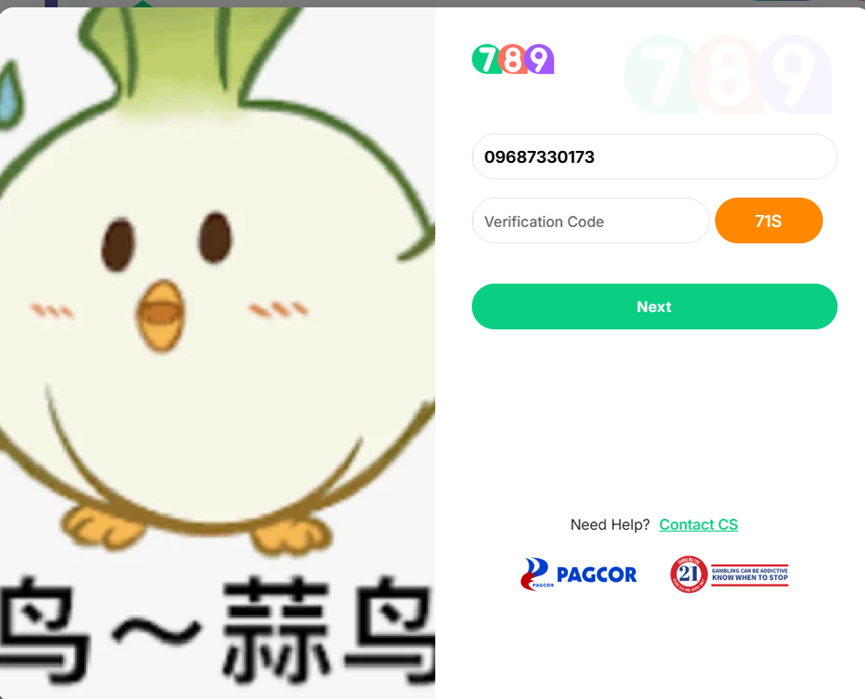 789
789
09687330173
Verification Code
71S
Next
Need Help? Contact CS
PAGCOR
PAGCOR
21
GAMBLING CAN BE ADDICTIVE
KNOW WHEN TO STOP
鸟～蒜鸟